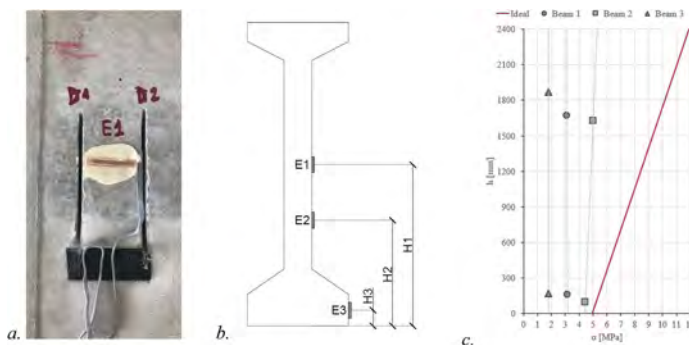 D1 D2
E1
a.
E1
E2
E3
H3
H2
H1
b.
Ideal Beam 1 Beam 2 Beam 3
2400
2100
1800
1500
1200
900
600
300
0
h [mm]
0 1 2 3 4 5 6 7 8 9 10 11 12
σ [MPa]
c.